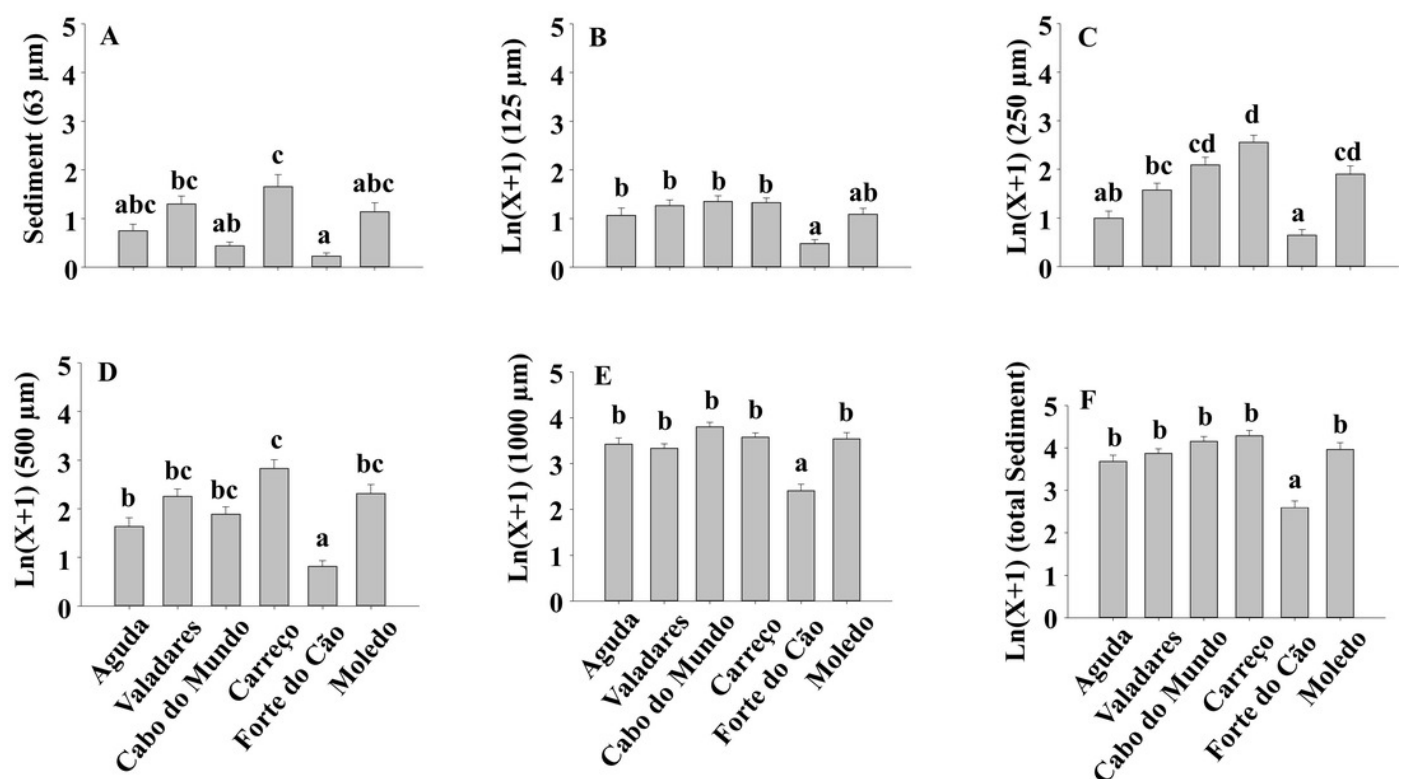 A
Sediment (63 µm)
5
4
3
2
1
0
abc
bc
ab
c
a
abc
B
Ln(X+1) (125 µm)
5
4
3
2
1
0
b
b
b
b
a
ab
C
Ln(X+1) (250 µm)
5
4
3
2
1
0
ab
bc
cd
d
a
cd
D
Ln(X+1) (500 µm)
5
4
3
2
1
0
b
bc
bc
c
a
bc
Aguda
Valadares
Cabo do Mundo
Carreço
Forte do Cão
Moledo
E
Ln(X+1) (1000 µm)
5
4
3
2
1
0
b
b
b
b
a
b
Aguda
Valadares
Cabo do Mundo
Carreço
Forte do Cão
Moledo
F
Ln(X+1) (total Sediment)
5
4
3
2
1
0
b
b
b
b
a
b
Aguda
Valadares
Cabo do Mundo
Carreço
Forte do Cão
Moledo